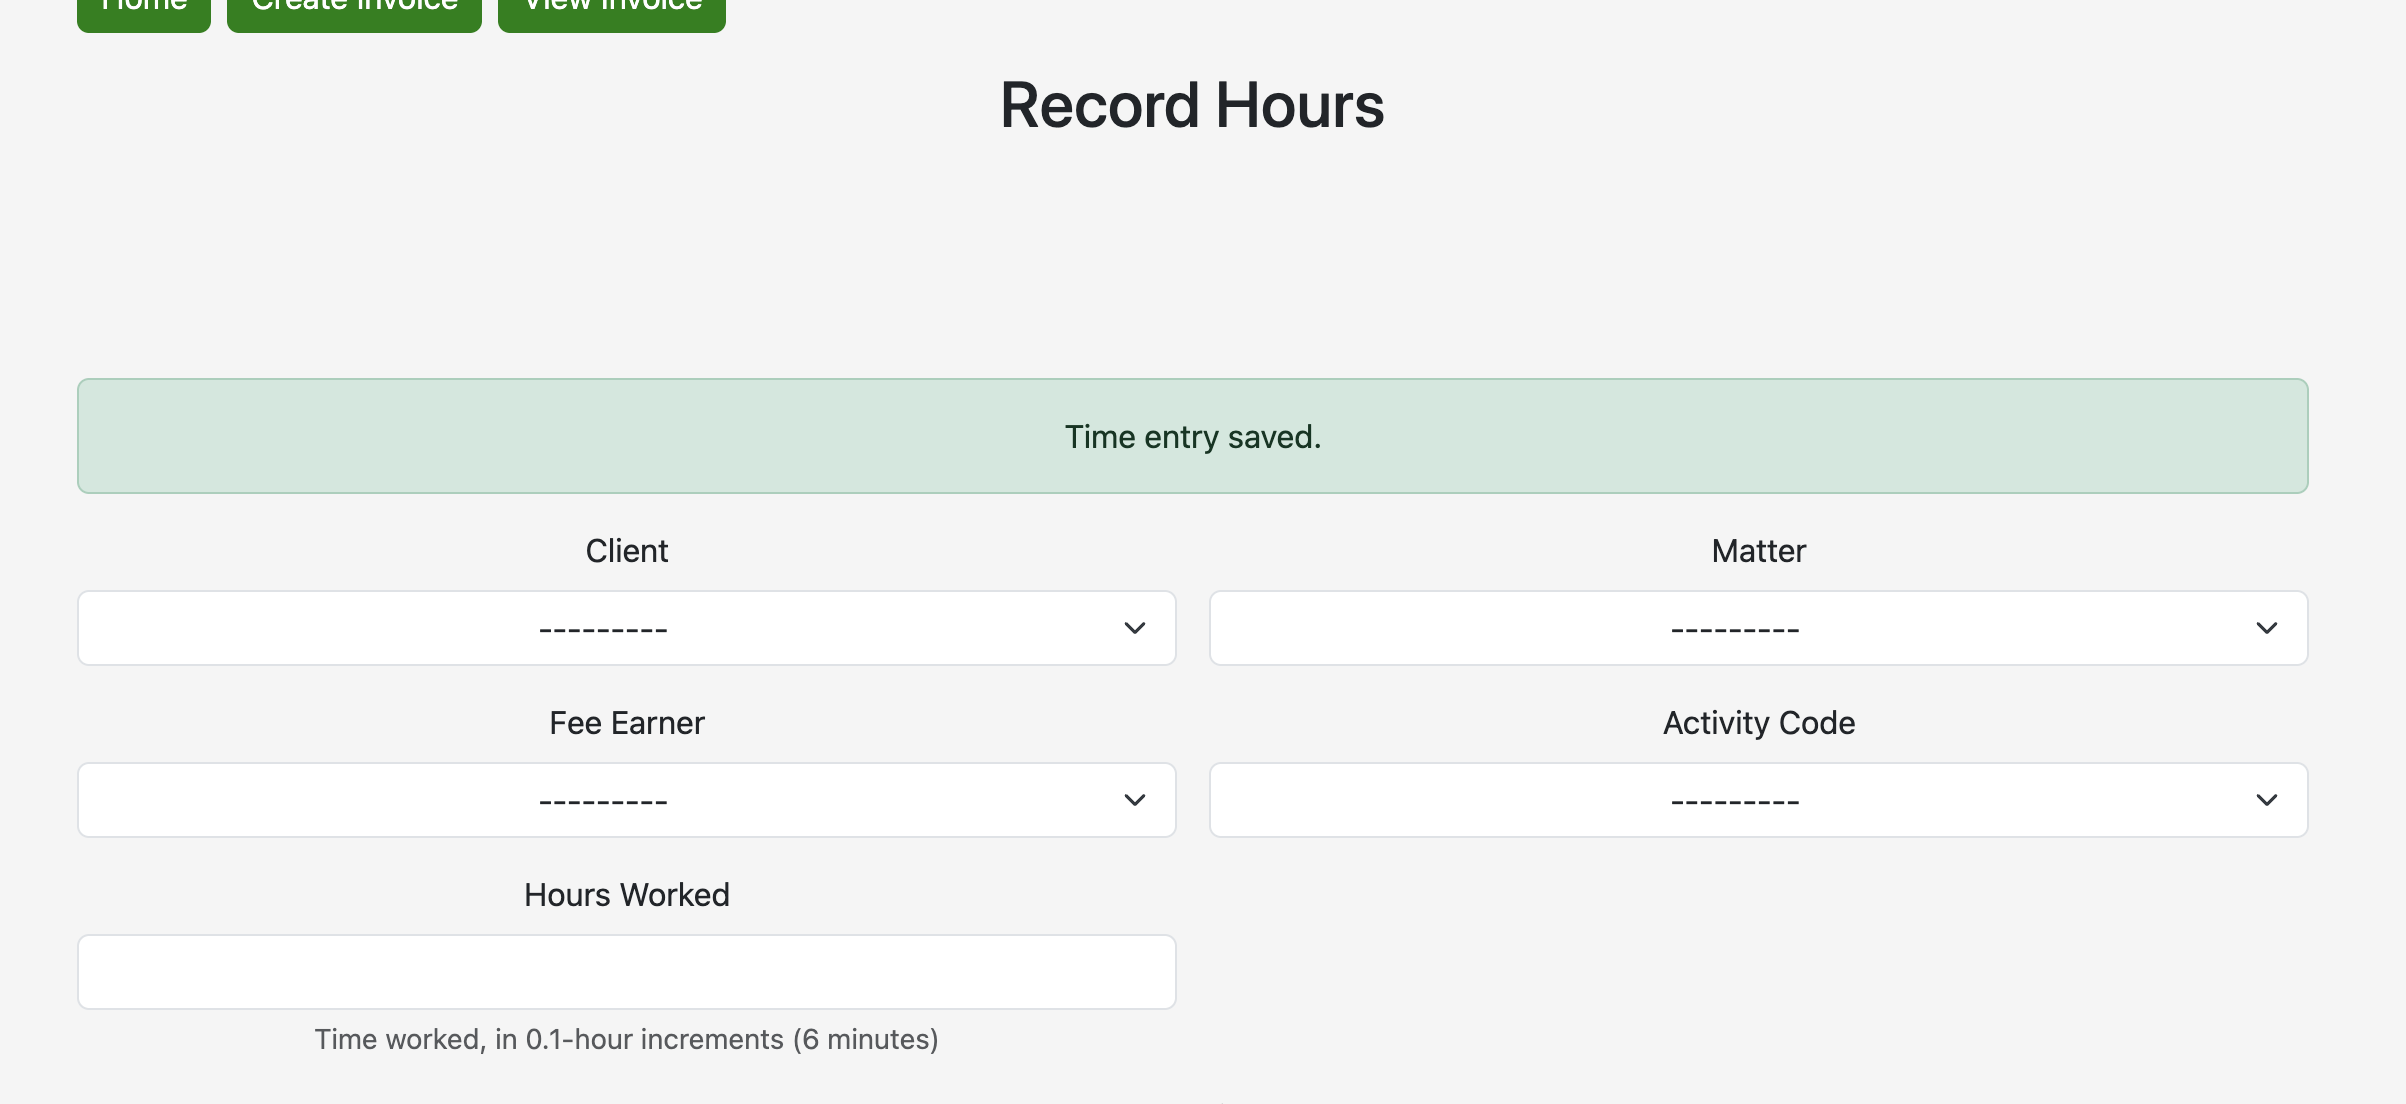 Home Create Invoice View Invoice
Record Hours
Time entry saved.
Client Matter
--------- ---------
Fee Earner Activity Code
--------- ---------
Hours Worked
Time worked, in 0.1-hour increments (6 minutes)